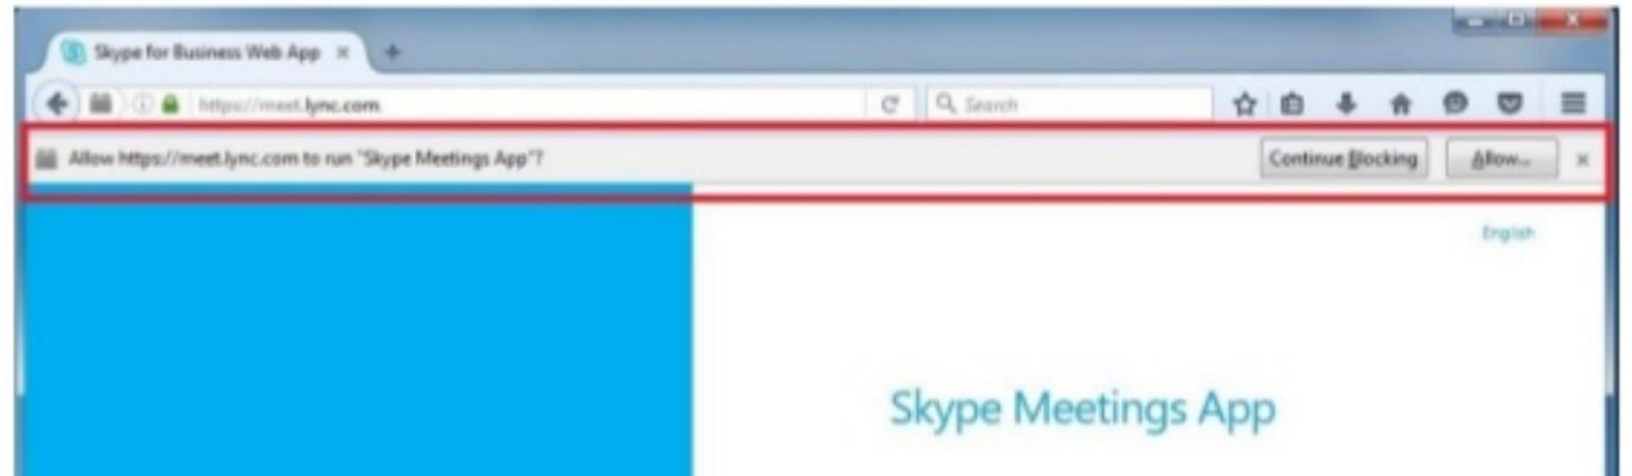 Skype for Business Web App
https://meet.lync.com
Search
Allow https://meet.lync.com to run "Skype Meetings App"?
Continue Blocking
Allow...
English
Skype Meetings App